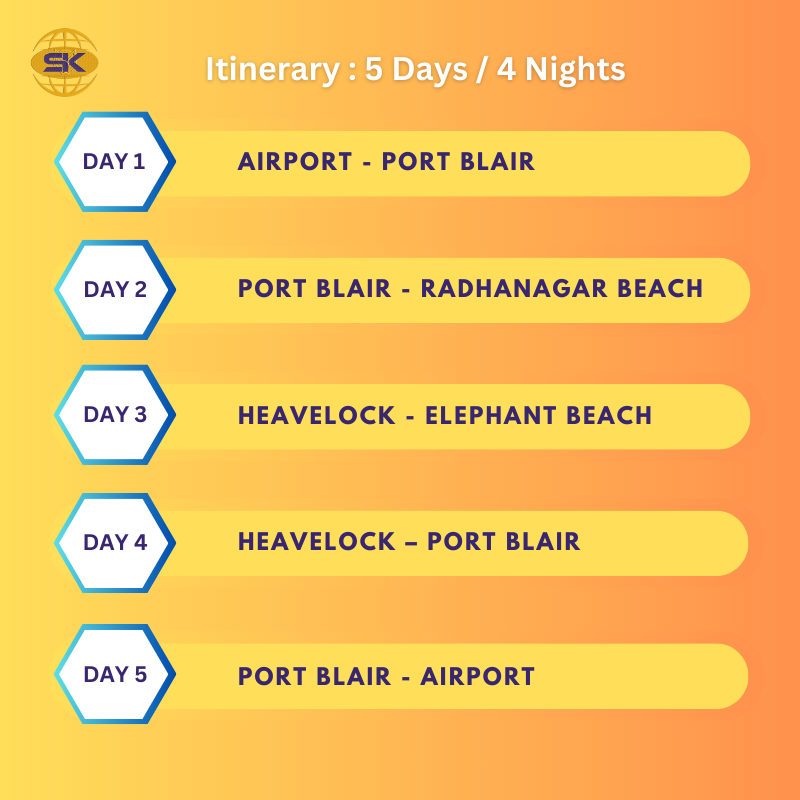 SK
Itinerary : 5 Days / 4 Nights
DAY 1
AIRPORT - PORT BLAIR
DAY 2
PORT BLAIR - RADHANAGAR BEACH
DAY 3
HEAVELOCK - ELEPHANT BEACH
DAY 4
HEAVELOCK – PORT BLAIR
DAY 5
PORT BLAIR - AIRPORT